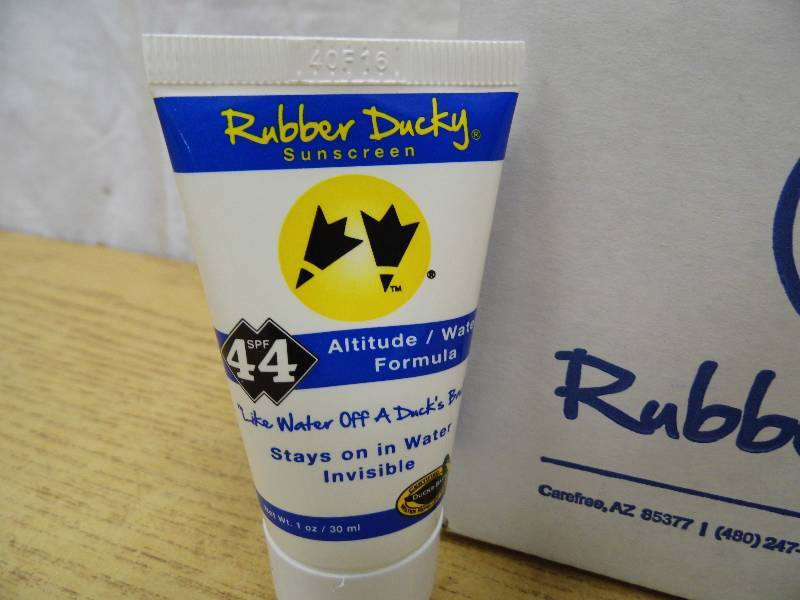 40F16
Rubber Ducky®
Sunscreen
TM ®
SPF
44
Altitude / Wate
Formula
"Like Water Off A Duck's Ba
Stays on in Water
Invisible
Net Wt. 1 oz / 30 ml
Rubb
Carefree, AZ 85377 | (480) 247-